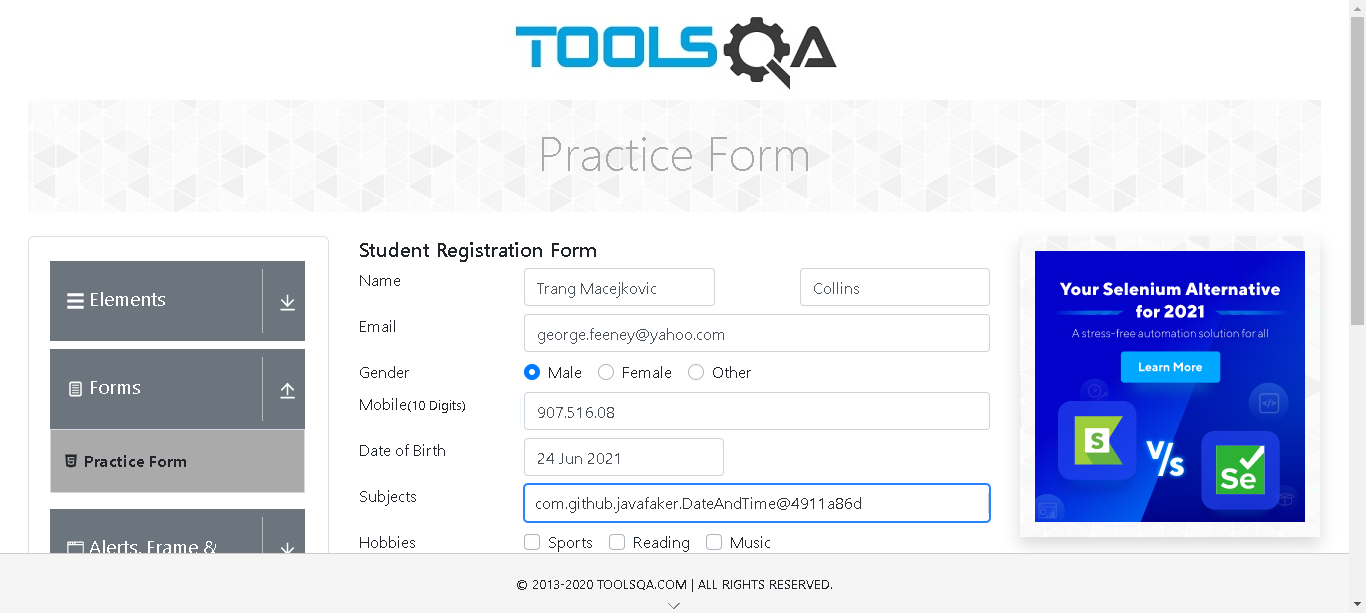 TOOLSQA
Practice Form
Elements
Forms
Practice Form
Alerts, Frame &
Student Registration Form
Name
Trang Macejkovic
Collins
Email
george.feeney@yahoo.com
Gender
Male Female Other
Mobile(10 Digits)
907.516.08
Date of Birth
24 Jun 2021
Subjects
com.github.javafaker.DateAndTime@4911a86d
Hobbies
Sports Reading Music
Your Selenium Alternative
for 2021
A stress-free automation solution for all
Learn More
S
V/s
Se
© 2013-2020 TOOLSQA.COM | ALL RIGHTS RESERVED.